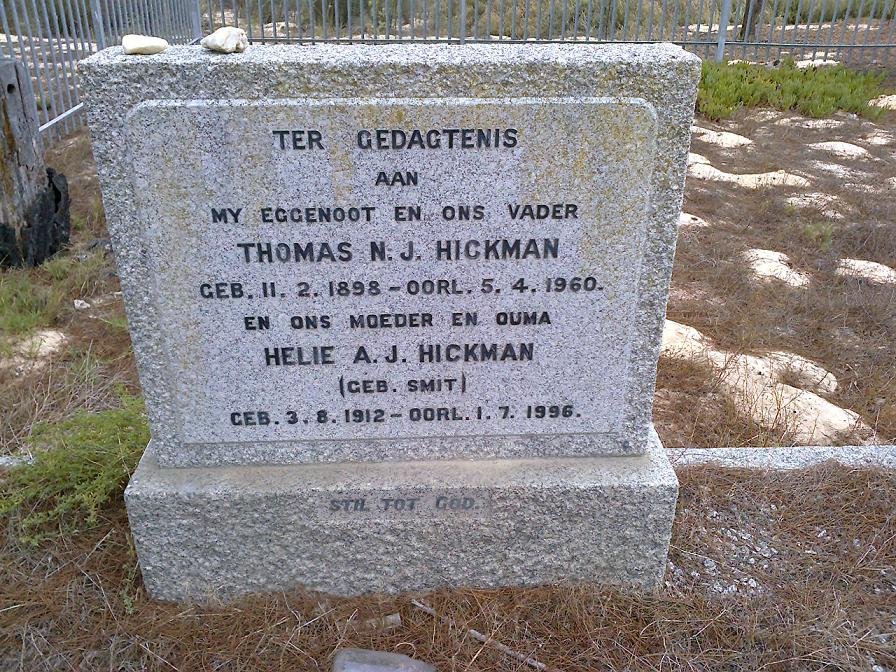 TER GEDAGTENIS
AAN
MY EGGENOOT EN ONS VADER
THOMAS N. J. HICKMAN
GEB. 11. 2. 1898 - OORL. 5. 4. 1960.
EN ONS MOEDER EN OUMA
HELIE A. J. HICKMAN
(GEB. SMIT)
GEB. 3. 8. 1912 - OORL. 1. 7. 1996.
STIL TOT GOD.